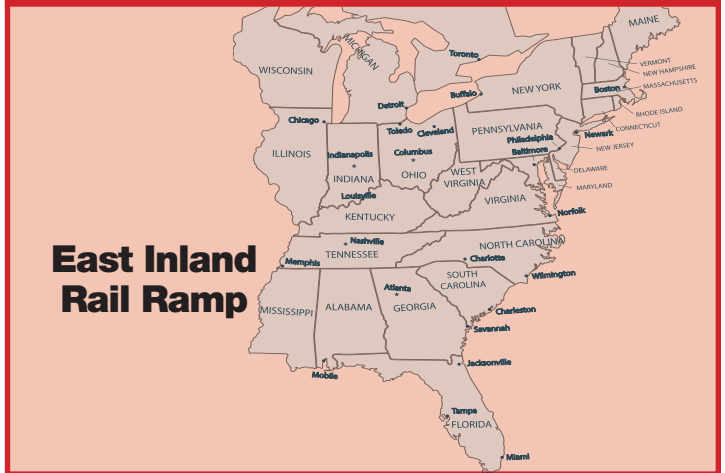 MAINE
MICHIGAN
Toronto
VERMONT
WISCONSIN
NEW HAMPSHIRE
NEW YORK
Boston
MASSACHUSETTS
Buffalo
Detroit
RHODE ISLAND
Chicago
CONNECTICUT
Toledo
Cleveland
PENNSYLVANIA
Newark
Philadelphia
NEW JERSEY
Baltimore
ILLINOIS
Indianapolis
Columbus
INDIANA
OHIO
WEST
VIRGINIA
DELAWARE
MARYLAND
Louisville
VIRGINIA
KENTUCKY
Norfolk
Nashville
NORTH CAROLINA
TENNESSEE
Charlotte
Memphis
East Inland
Rail Ramp
SOUTH
CAROLINA
Wilmington
Atlanta
MISSISSIPPI
ALABAMA
GEORGIA
Charleston
Savannah
Jacksonville
Mobile
Tampa
FLORIDA
Miami